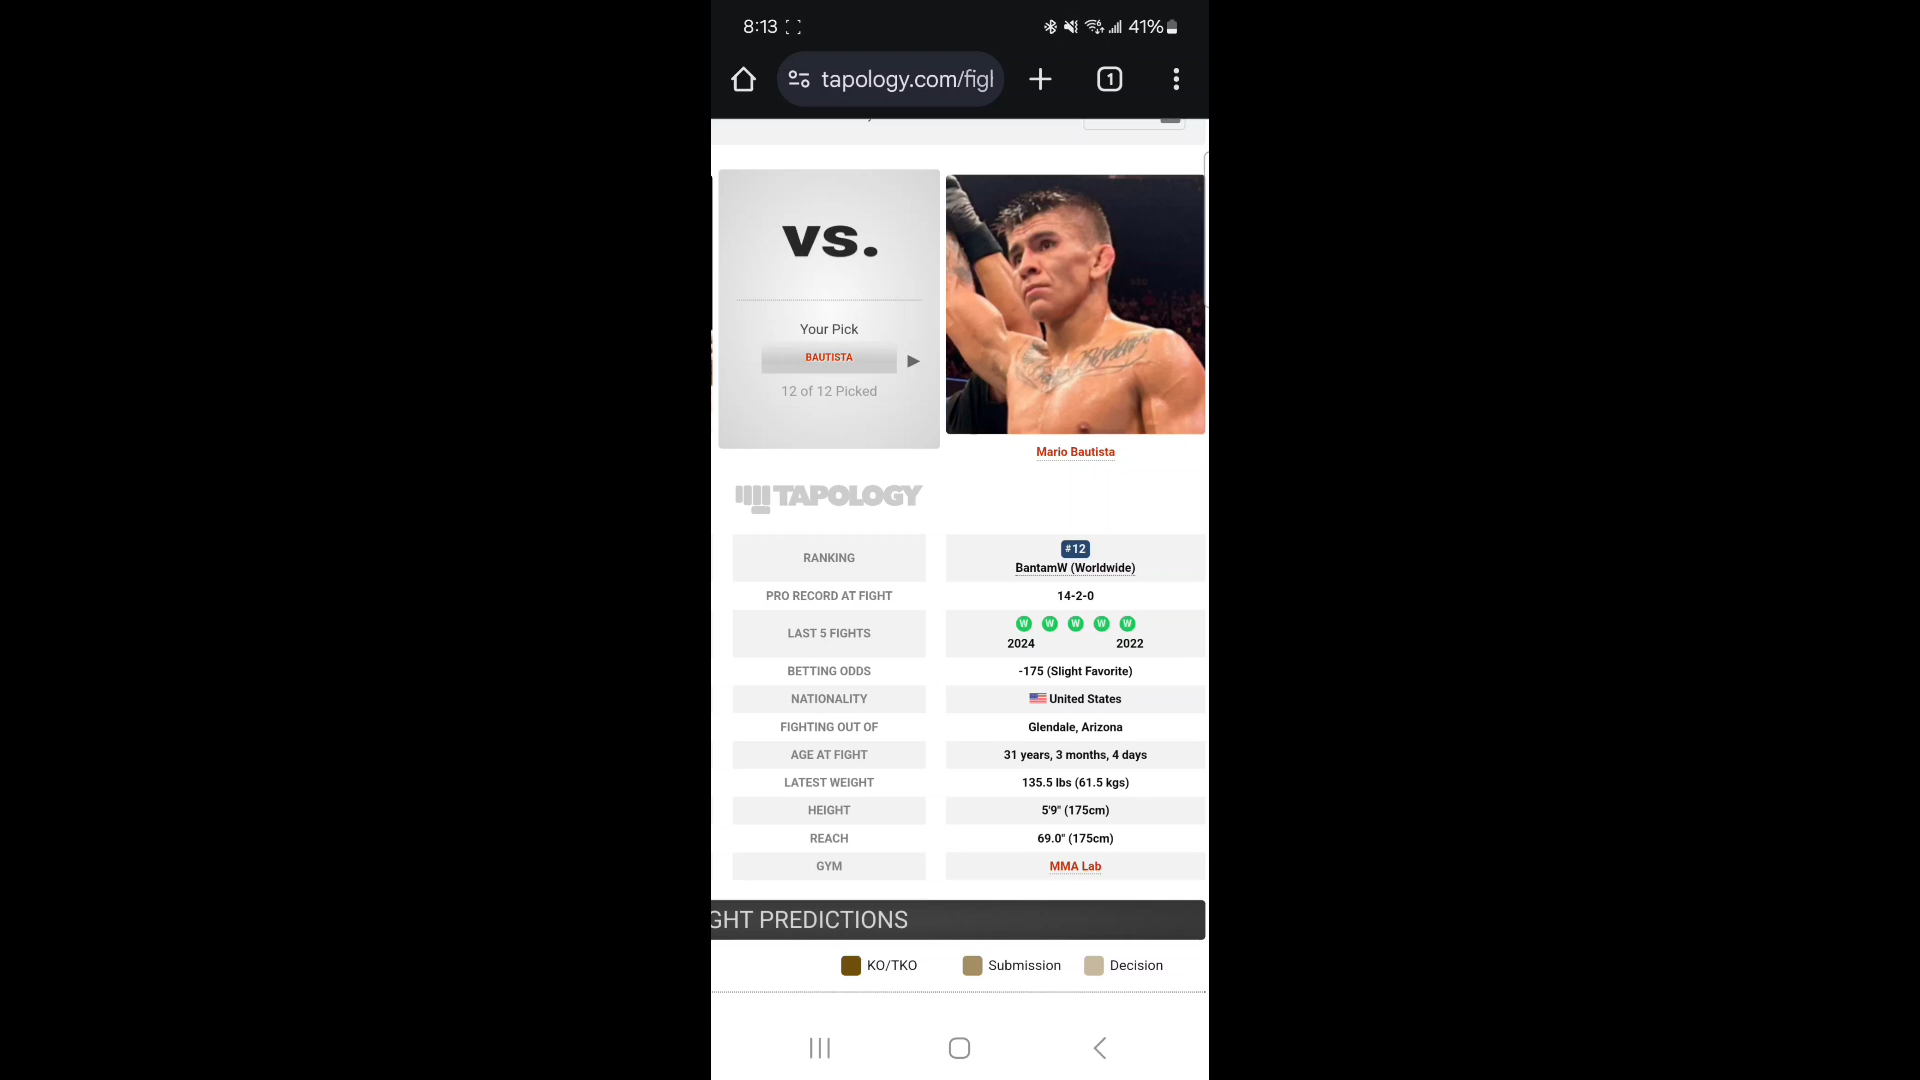 8:13 41%
tapology.com/figl 1
VS.
Your Pick
BAUTISTA
12 of 12 Picked
Mario Bautista
TAPOLOGY
RANKING #12
BantamW (Worldwide)
PRO RECORD AT FIGHT 14-2-0
LAST 5 FIGHTS W W W W W
2024 2022
BETTING ODDS -175 (Slight Favorite)
NATIONALITY United States
FIGHTING OUT OF Glendale, Arizona
AGE AT FIGHT 31 years, 3 months, 4 days
LATEST WEIGHT 135.5 lbs (61.5 kgs)
HEIGHT 5'9" (175cm)
REACH 69.0" (175cm)
GYM MMA Lab
GHT PREDICTIONS
KO/TKO Submission Decision